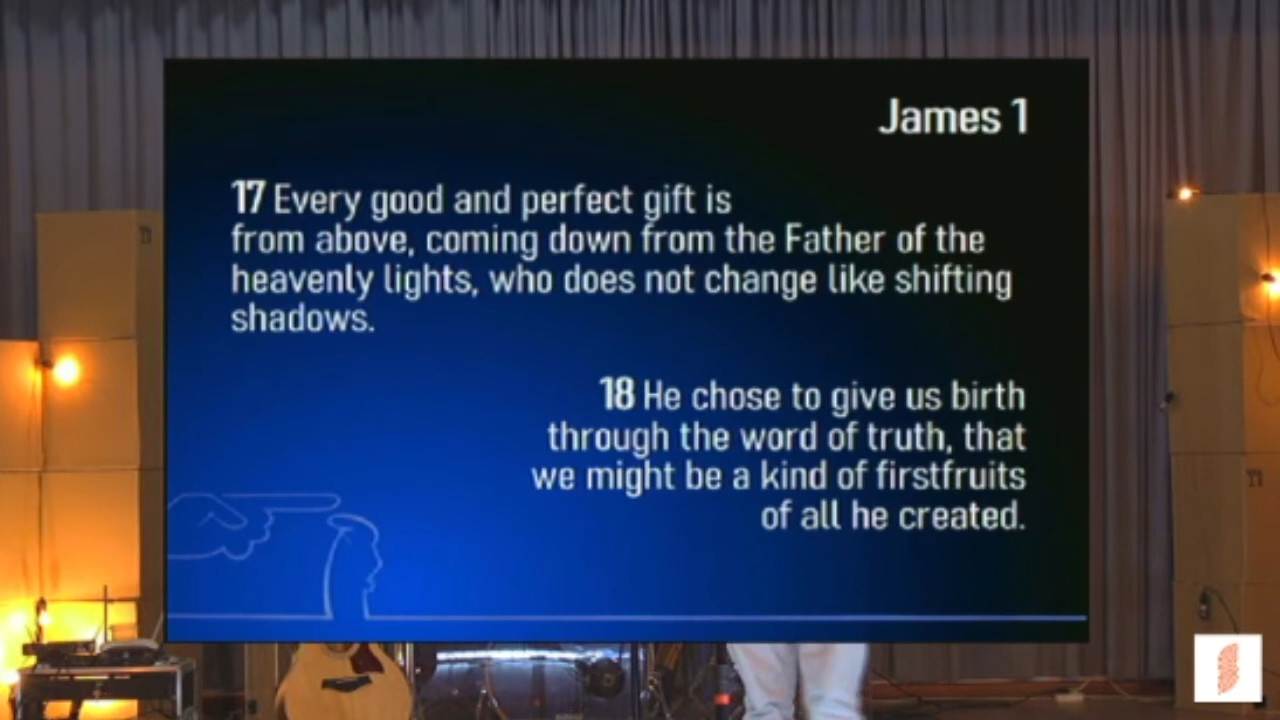 James 1
17 Every good and perfect gift is
from above, coming down from the Father of the
heavenly lights, who does not change like shifting
shadows.
18 He chose to give us birth
through the word of truth, that
we might be a kind of firstfruits
of all he created.